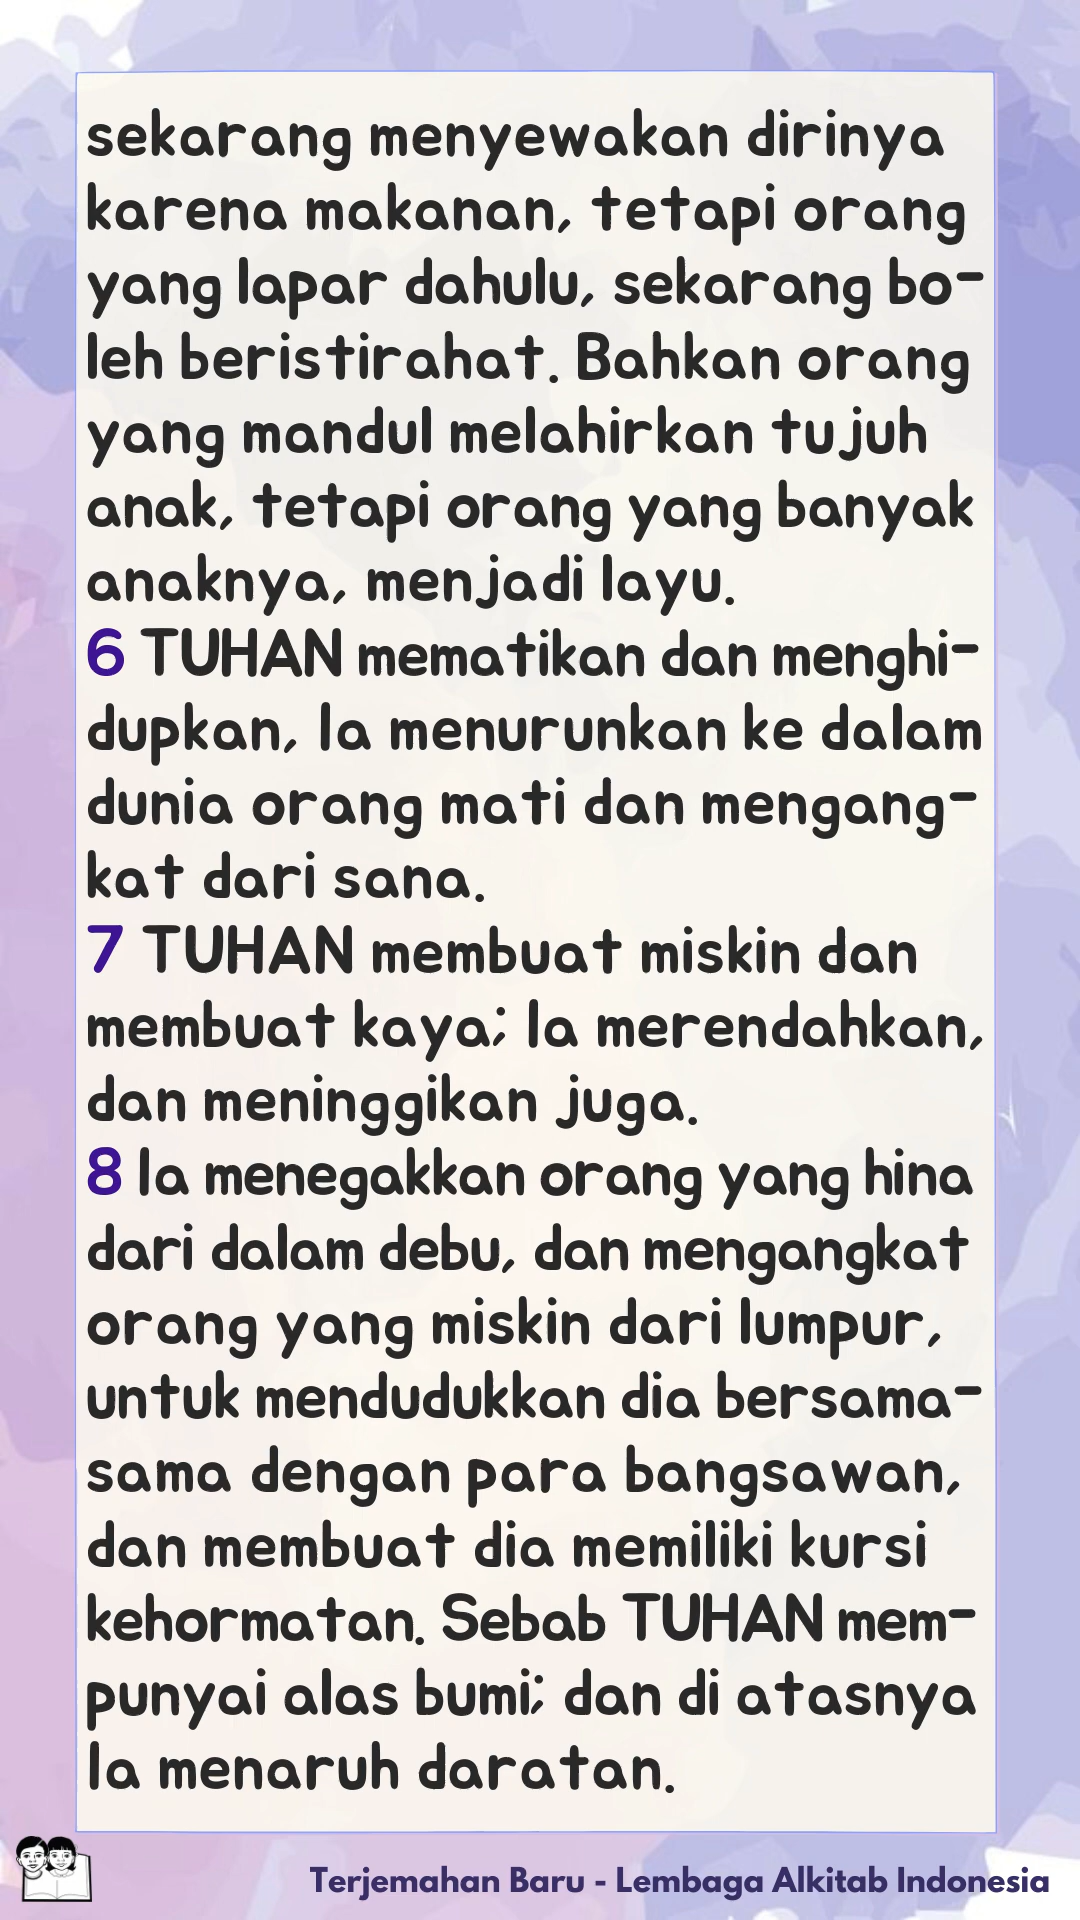 sekarang menyewakan dirinya
karena makanan, tetapi orang
yang lapar dahulu, sekarang bo-
leh beristirahat. Bahkan orang
yang mandul melahirkan tujuh
anak, tetapi orang yang banyak
anaknya, menjadi layu.
6 TUHAN mematikan dan menghi-
dupkan, Ia menurunkan ke dalam
dunia orang mati dan mengang-
kat dari sana.
7 TUHAN membuat miskin dan
membuat kaya; Ia merendahkan,
dan meninggikan juga.
8 Ia menegakkan orang yang hina
dari dalam debu, dan mengangkat
orang yang miskin dari lumpur,
untuk mendudukkan dia bersama-
sama dengan para bangsawan,
dan membuat dia memiliki kursi
kehormatan. Sebab TUHAN mem-
punyai alas bumi; dan di atasnya
Ia menaruh daratan.
Terjemahan Baru - Lembaga Alkitab Indonesia